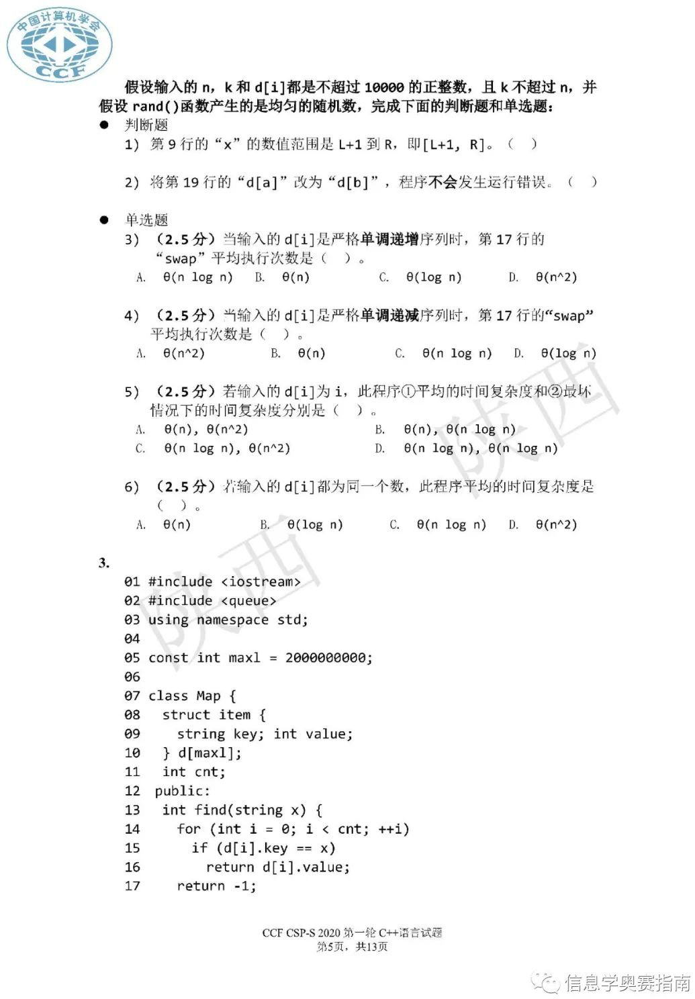 中国计算机学会
CCF
假设输入的 n，k 和 d[i]都是不超过 10000 的正整数，且 k 不超过 n，并
假设 rand()函数产生的是均匀的随机数，完成下面的判断题和单选题：
● 判断题
1) 第 9 行的“x”的数值范围是 L+1 到 R，即[L+1, R]。（ ）
2) 将第 19 行的“d[a]”改为“d[b]”，程序不会发生运行错误。（ ）
● 单选题
3) （2.5 分）当输入的 d[i]是严格单调递增序列时，第 17 行的
“swap”平均执行次数是（ ）。
A. θ(n log n) B. θ(n) C. θ(log n) D. θ(n^2)
4) （2.5 分）当输入的 d[i]是严格单调递减序列时，第 17 行的“swap”
平均执行次数是（ ）。
A. θ(n^2) B. θ(n) C. θ(n log n) D. θ(log n)
5) （2.5 分）若输入的 d[i]为 i，此程序①平均的时间复杂度和②最坏
情况下的时间复杂度分别是（ ）。
A. θ(n), θ(n^2) B. θ(n), θ(n log n)
C. θ(n log n), θ(n^2) D. θ(n log n), θ(n log n)
6) （2.5 分）若输入的 d[i]都为同一个数，此程序平均的时间复杂度是
（ ）。
A. θ(n) B. θ(log n) C. θ(n log n) D. θ(n^2)
陕西
陕西
3.
01 #include <iostream>
02 #include <queue>
03 using namespace std;
04
05 const int maxl = 2000000000;
06
07 class Map {
08 struct item {
09 string key; int value;
10 } d[maxl];
11 int cnt;
12 public:
13 int find(string x) {
14 for (int i = 0; i < cnt; ++i)
15 if (d[i].key == x)
16 return d[i].value;
17 return -1;
CCF CSP-S 2020 第一轮 C++语言试题
第5页，共13页
信息学奥赛指南